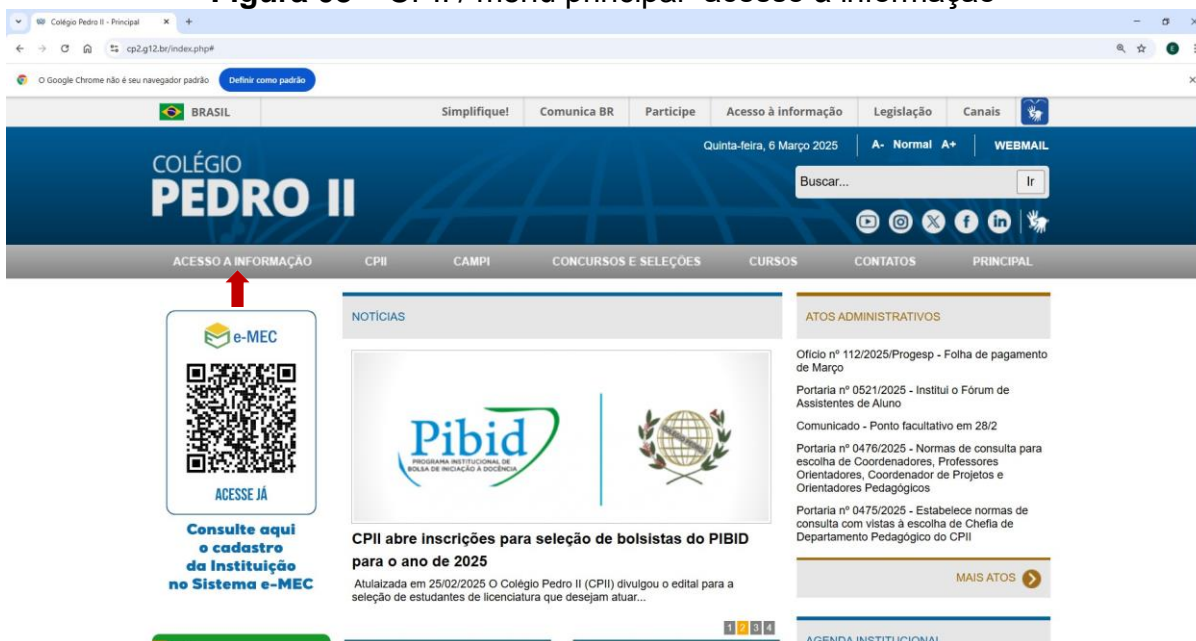 Colégio Pedro II - Principal
cp2.g12.br/index.php#
O Google Chrome não é seu navegador padrão
Definir como padrão
BRASIL
Simplifique!
Comunica BR
Participe
Acesso à informação
Legislação
Canais
Quinta-feira, 6 Março 2025
A- Normal A+
WEBMAIL
COLÉGIO
PEDRO II
Buscar...
Ir
ACESSO A INFORMAÇÃO
CPII
CAMPI
CONCURSOS E SELEÇÕES
CURSOS
CONTATOS
PRINCIPAL
e-MEC
ACESSE JÁ
Consulte aqui
o cadastro
da Instituição
no Sistema e-MEC
NOTÍCIAS
Pibid
PROGRAMA INSTITUCIONAL DE
BOLSA DE INICIAÇÃO À DOCÊNCIA
CPII abre inscrições para seleção de bolsistas do PIBID
para o ano de 2025
Atulaizada em 25/02/2025 O Colégio Pedro II (CPII) divulgou o edital para a
seleção de estudantes de licenciatura que desejam atuar...
1 2 3 4
ATOS ADMINISTRATIVOS
Ofício nº 112/2025/Progesp - Folha de pagamento
de Março
Portaria nº 0521/2025 - Institui o Fórum de
Assistentes de Aluno
Comunicado - Ponto facultativo em 28/2
Portaria nº 0476/2025 - Normas de consulta para
escolha de Coordenadores, Professores
Orientadores, Coordenador de Projetos e
Orientadores Pedagógicos
Portaria nº 0475/2025 - Estabelece normas de
consulta com vistas à escolha de Chefia de
Departamento Pedagógico do CPII
MAIS ATOS
AGENDA INSTITUCIONAL